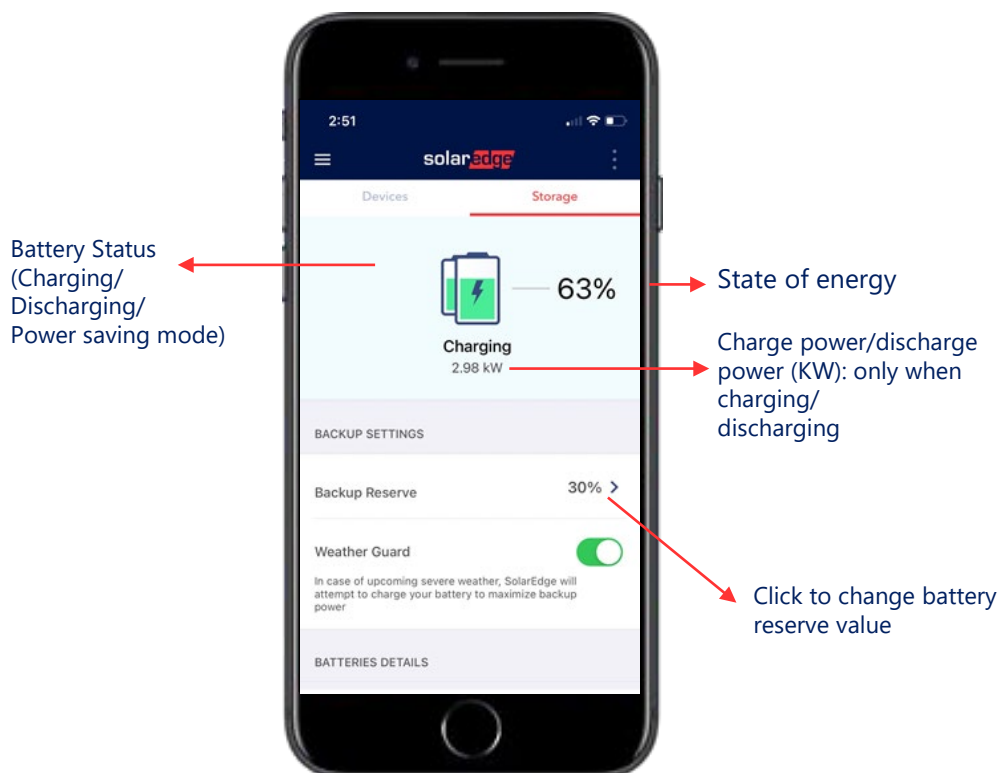 2:51
solaredge
Devices
Storage
63%
Charging
2.98 kW
BACKUP SETTINGS
Backup Reserve
30%
Weather Guard
In case of upcoming severe weather, SolarEdge will
attempt to charge your battery to maximize backup
power
BATTERIES DETAILS
Battery Status
(Charging/
Discharging/
Power saving mode)
State of energy
Charge power/discharge
power (KW): only when
charging/
discharging
Click to change battery
reserve value